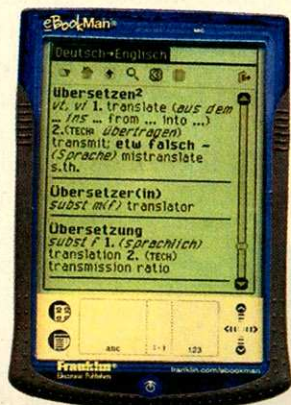 eBookMan®
Deutsch→Englisch
übersetzen²
vt, vi 1. translate (aus dem
… ins … from … into …)
2.(TECH: übertragen)
transmit; etw falsch ~
(Sprache) mistranslate
s.th.
Übersetzer(in)
subst m(f) translator
Übersetzung
subst f 1. (sprachlich)
translation 2. (TECH)
transmission ratio
abc
123
Franklin®
Electronic Publishers
franklin.com/ebookman